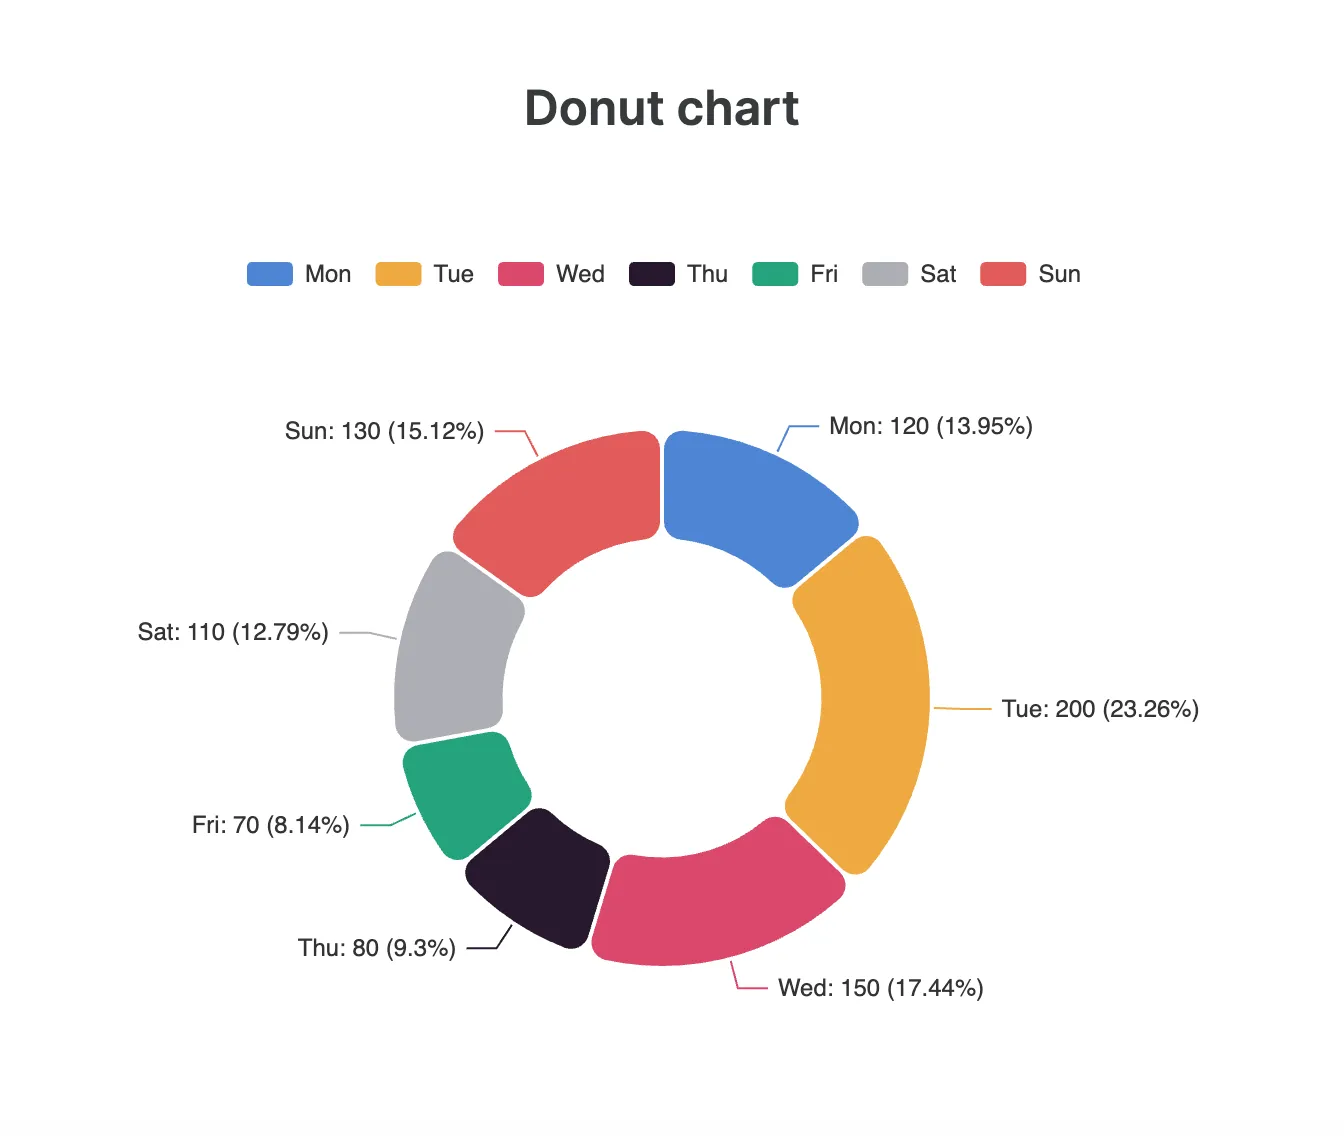 Donut chart
Mon Tue Wed Thu Fri Sat Sun
Mon: 120 (13.95%)
Sun: 130 (15.12%)
Sat: 110 (12.79%)
Tue: 200 (23.26%)
Fri: 70 (8.14%)
Thu: 80 (9.3%)
Wed: 150 (17.44%)